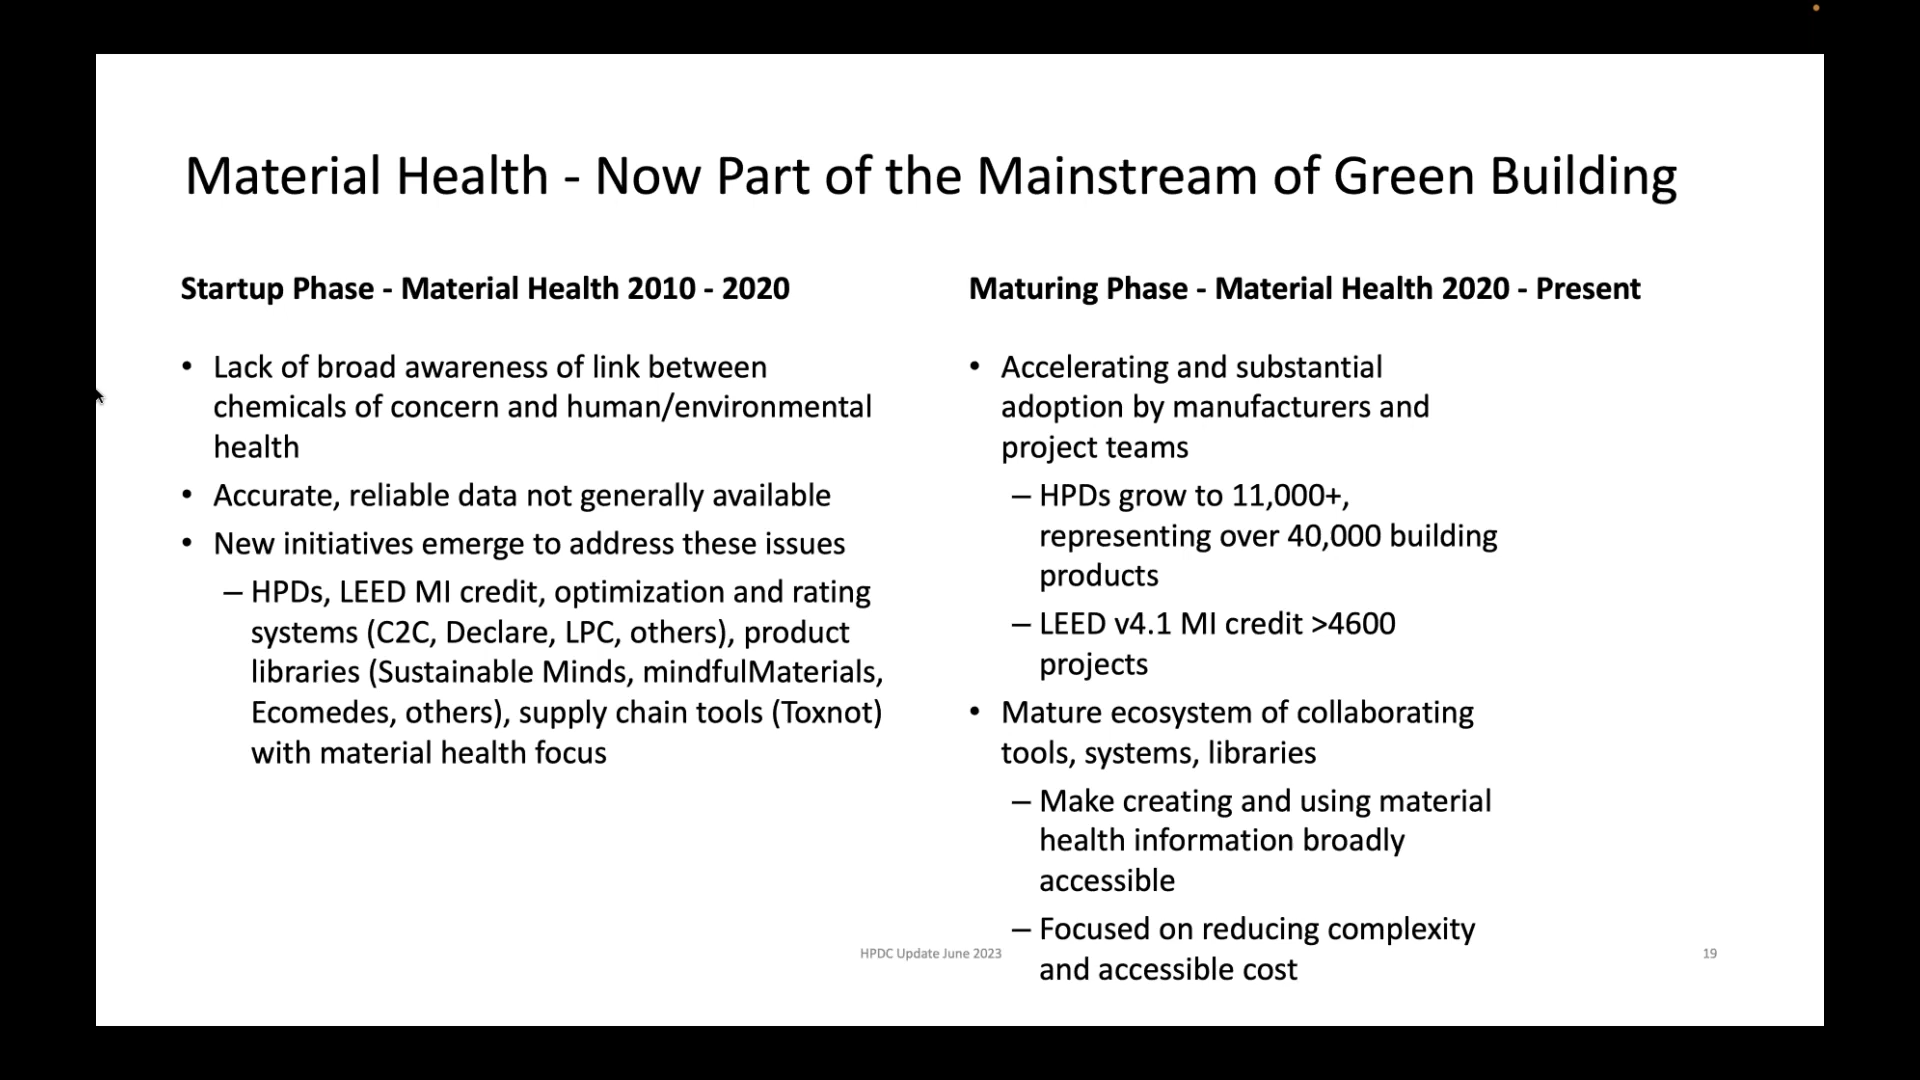 Material Health - Now Part of the Mainstream of Green Building
Startup Phase - Material Health 2010 - 2020
• Lack of broad awareness of link between
chemicals of concern and human/environmental
health
• Accurate, reliable data not generally available
• New initiatives emerge to address these issues
– HPDs, LEED MI credit, optimization and rating
systems (C2C, Declare, LPC, others), product
libraries (Sustainable Minds, mindfulMaterials,
Ecomedes, others), supply chain tools (Toxnot)
with material health focus
Maturing Phase - Material Health 2020 - Present
• Accelerating and substantial
adoption by manufacturers and
project teams
– HPDs grow to 11,000+,
representing over 40,000 building
products
– LEED v4.1 MI credit >4600
projects
• Mature ecosystem of collaborating
tools, systems, libraries
– Make creating and using material
health information broadly
accessible
– Focused on reducing complexity
and accessible cost
HPDC Update June 2023
19